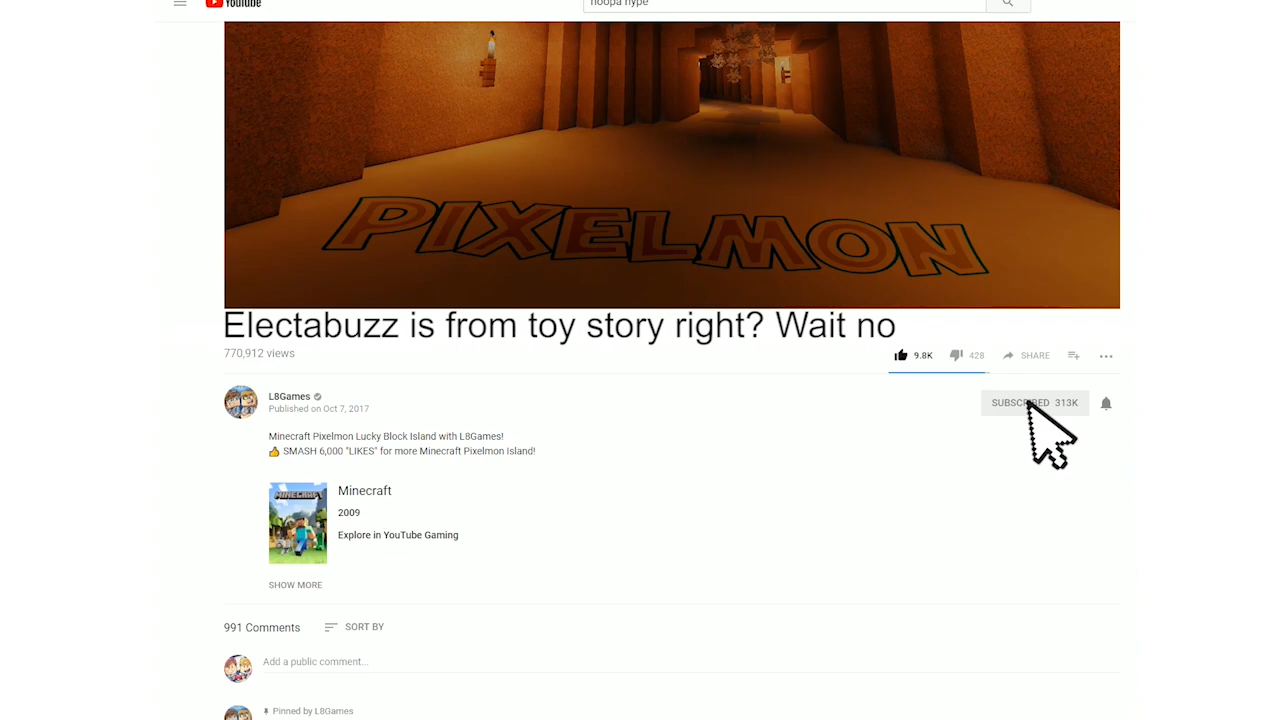 YouTube
hoopa hype
PIXELMON
Electabuzz is from toy story right? Wait no
770,912 views
9.8K 428 SHARE
L8Games
Published on Oct 7, 2017
SUBSCRIBED 313K
Minecraft Pixelmon Lucky Block Island with L8Games!
👍 SMASH 6,000 "LIKES" for more Minecraft Pixelmon Island!
MINECRAFT
Minecraft
2009
Explore in YouTube Gaming
SHOW MORE
991 Comments SORT BY
Add a public comment...
Pinned by L8Games